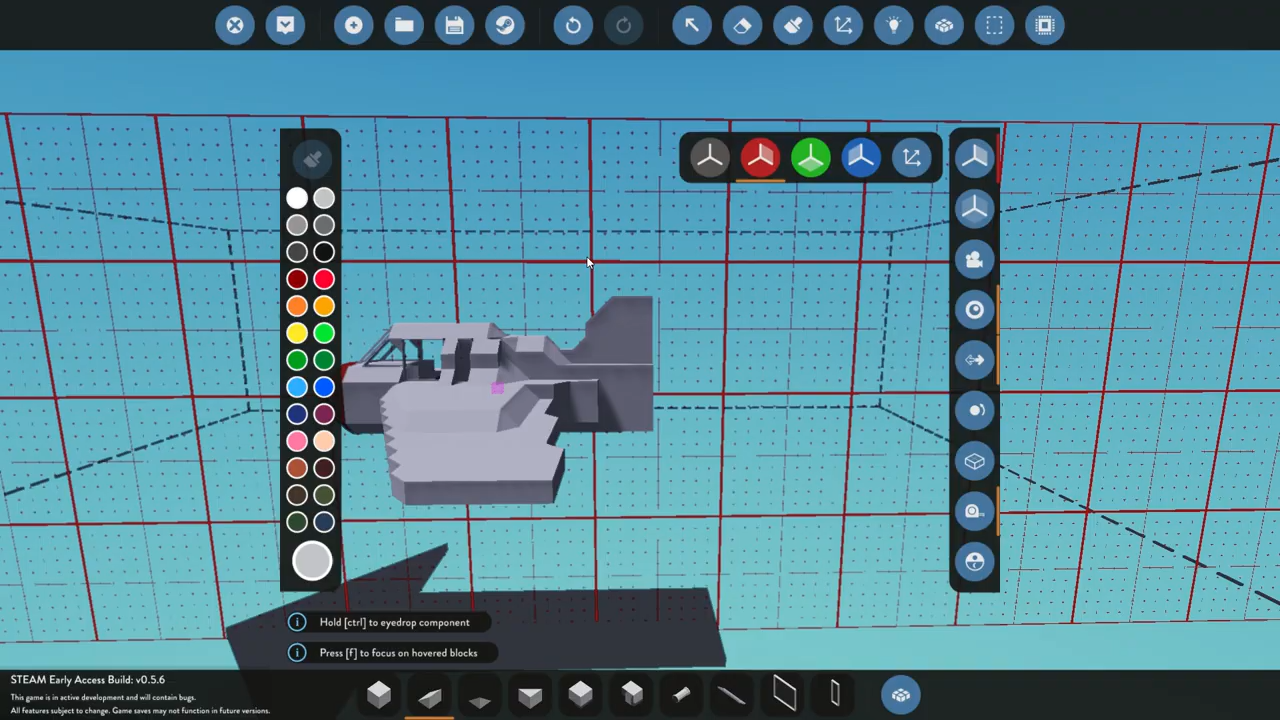 Hold [ctrl] to eyedrop component
Press [f] to focus on hovered blocks
STEAM Early Access Build: v0.5.6
This game is in active development and will contain bugs.
All features subject to change. Game saves may not function in future versions.